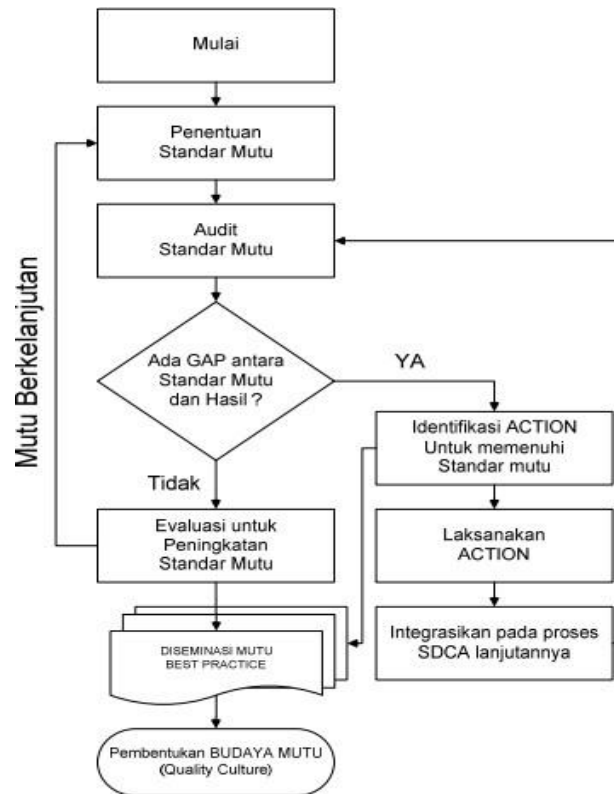 Mulai
Penentuan
Standar Mutu
Audit
Standar Mutu
Mutu Berkelanjutan
Ada GAP antara
Standar Mutu
dan Hasil ?
YA
Identifikasi ACTION
Untuk memenuhi
Standar mutu
Tidak
Evaluasi untuk
Peningkatan
Standar Mutu
Laksanakan
ACTION
DISEMINASI MUTU
BEST PRACTICE
Integrasikan pada proses
SDCA lanjutannya
Pembentukan BUDAYA MUTU
(Quality Culture)